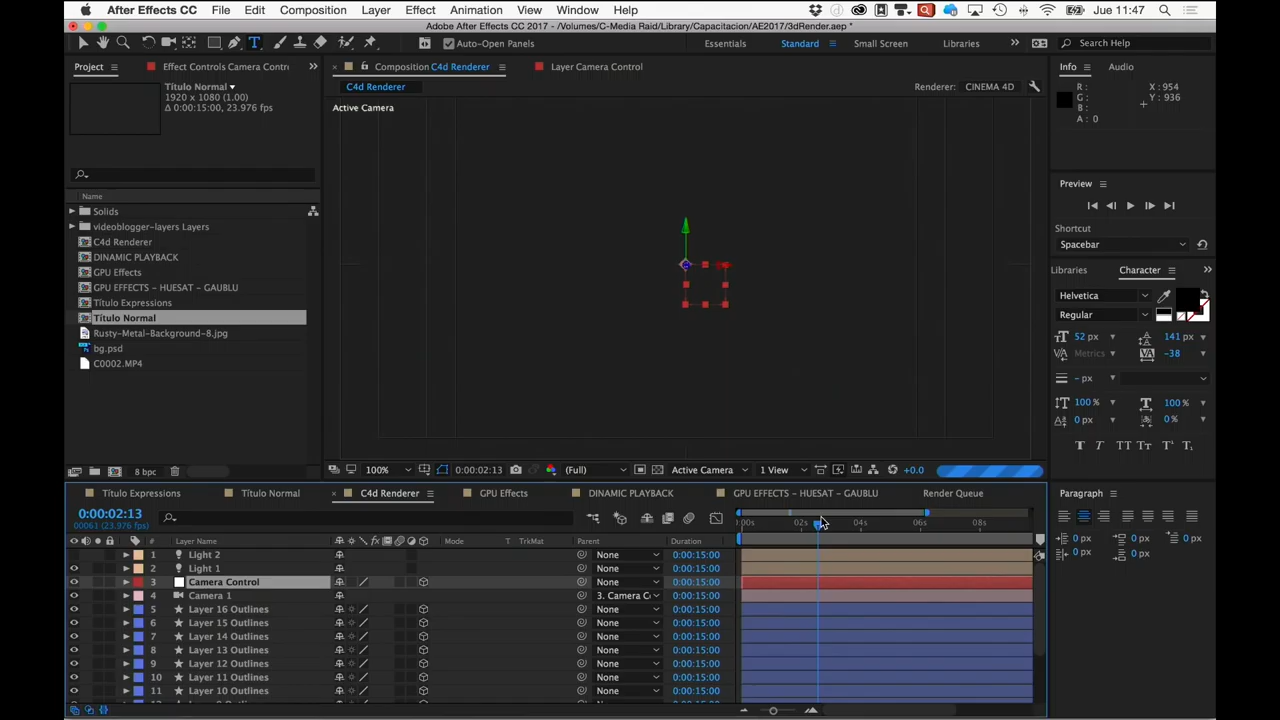 After Effects CC File Edit Composition Layer Effect Animation View Window Help Jue 11:47
Adobe After Effects CC 2017 - /Volumes/C-Media Raid/Library/Capacitacion/AE2017/3dRender.aep *
Auto-Open Panels Essentials Standard Small Screen Libraries Search Help
Project Effect Controls Camera Contr Composition C4d Renderer Layer Camera Control Info Audio
Título Normal
1920 x 1080 (1.00)
Δ 0:00:15:00, 23.976 fps
C4d Renderer Renderer: CINEMA 4D
Active Camera
R :
G :
B :
A : 0
X : 954
Y : 936
Name
Solids
videoblogger-layers Layers
C4d Renderer
DINAMIC PLAYBACK
GPU Effects
GPU EFFECTS - HUESAT - GAUBLU
Título Expressions
Título Normal
Rusty-Metal-Background-8.jpg
bg.psd
C0002.MP4
Preview
Shortcut
Spacebar
Libraries Character
Helvetica
Regular
52 px 141 px
Metrics -38
- px
100 % 100 %
0 px 0 %
8 bpc 100% 0:00:02:13 (Full) Active Camera 1 View +0.0
Título Expressions Título Normal C4d Renderer GPU Effects DINAMIC PLAYBACK GPU EFFECTS - HUESAT - GAUBLU Render Queue
Paragraph
0 px 0 px 0 px
0 px 0 px
0:00:02:13
00061 (23.976 fps)
:00s 02s 04s 06s 08s
# Layer Name Mode T TrkMat Parent Duration
1 Light 2 None 0:00:15:00
2 Light 1 None 0:00:15:00
3 Camera Control None 0:00:15:00
4 Camera 1 3. Camera C 0:00:15:00
5 Layer 16 Outlines None 0:00:15:00
6 Layer 15 Outlines None 0:00:15:00
7 Layer 14 Outlines None 0:00:15:00
8 Layer 13 Outlines None 0:00:15:00
9 Layer 12 Outlines None 0:00:15:00
10 Layer 11 Outlines None 0:00:15:00
11 Layer 10 Outlines None 0:00:15:00